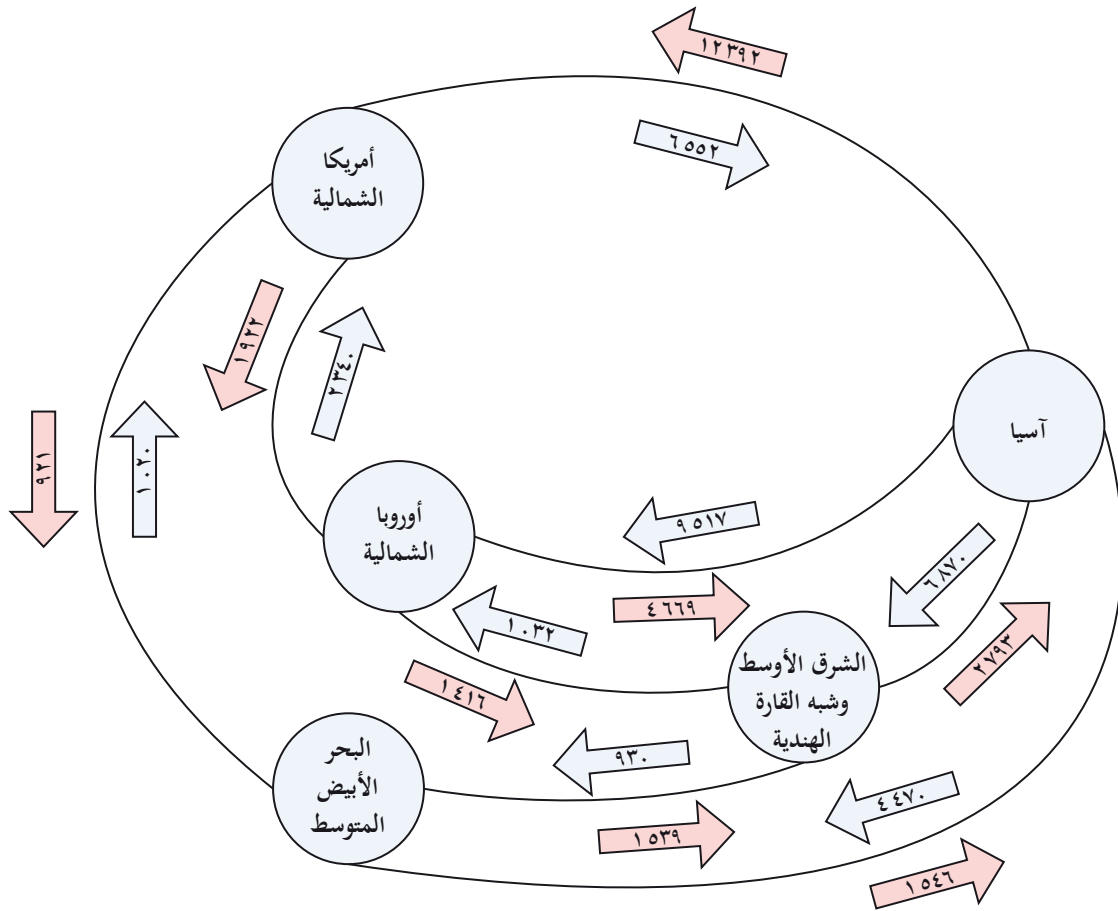 ١٢٣٩٢
٦٥٥٢
أمريكا
الشمالية
١٩٢٢
٢٣٤٠
آسيا
٩٢١
١٠٢٠
أوروبا
الشمالية
٩٥١٧
٤٦٦٩
٦٨٧٠
١٠٣٢
٢٧٩٣
الشرق الأوسط
وشبه القارة
الهندية
١٤١٦
٩٣٠
البحر
الأبيض
المتوسط
٤٤٧٠
١٥٣٩
١٥٤٦